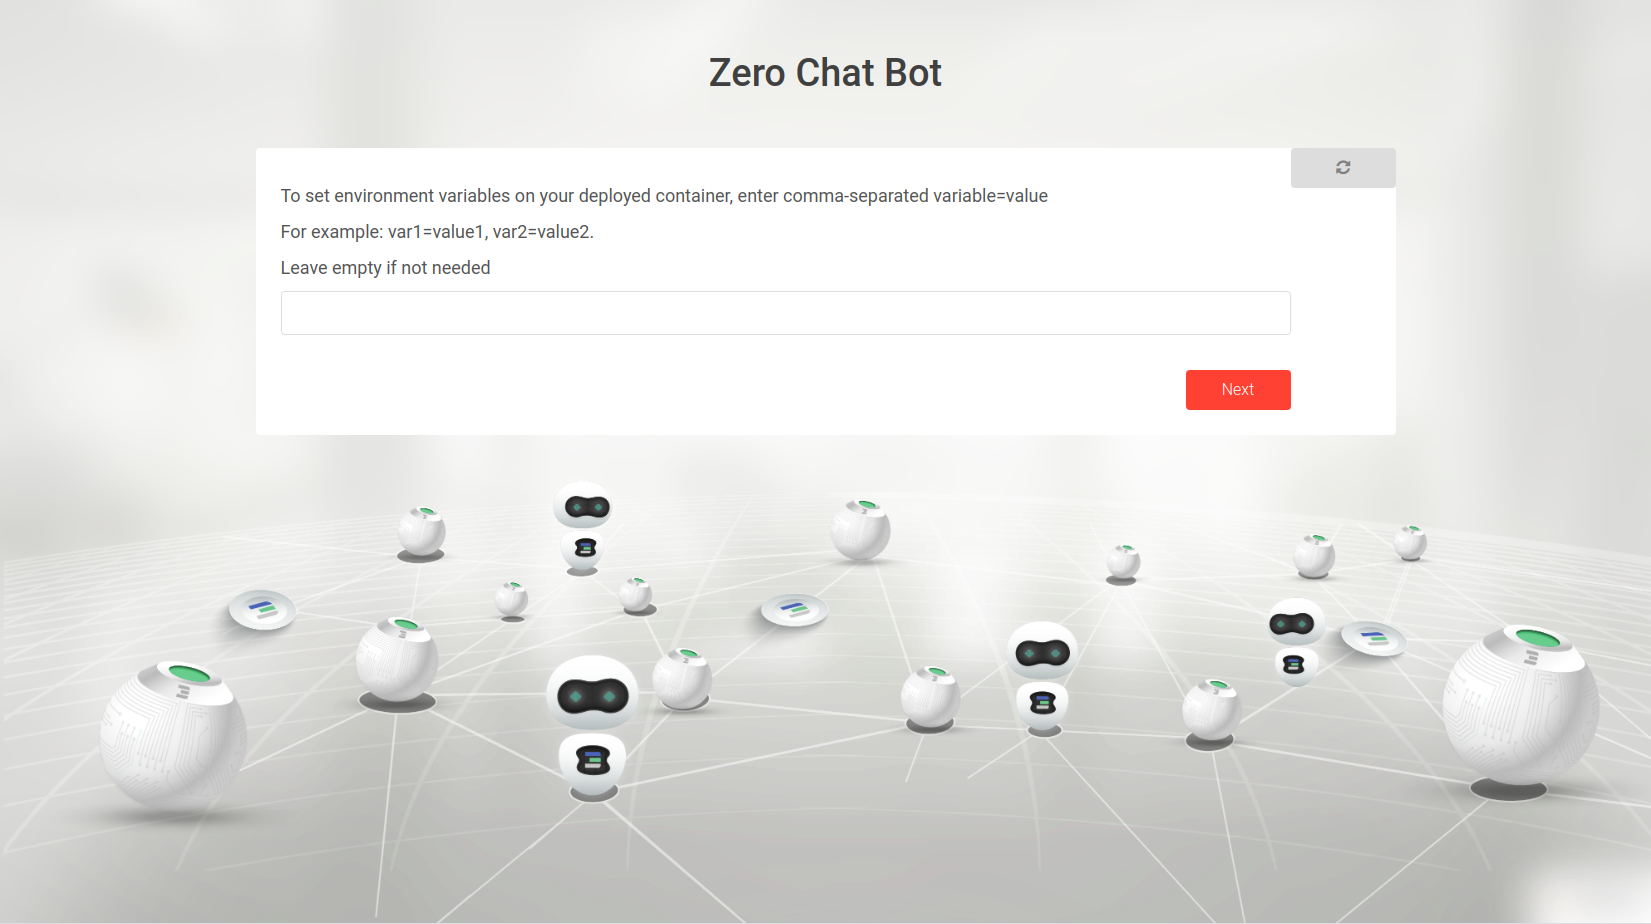 Zero Chat Bot
To set environment variables on your deployed container, enter comma-separated variable=value
For example: var1=value1, var2=value2.
Leave empty if not needed
Next